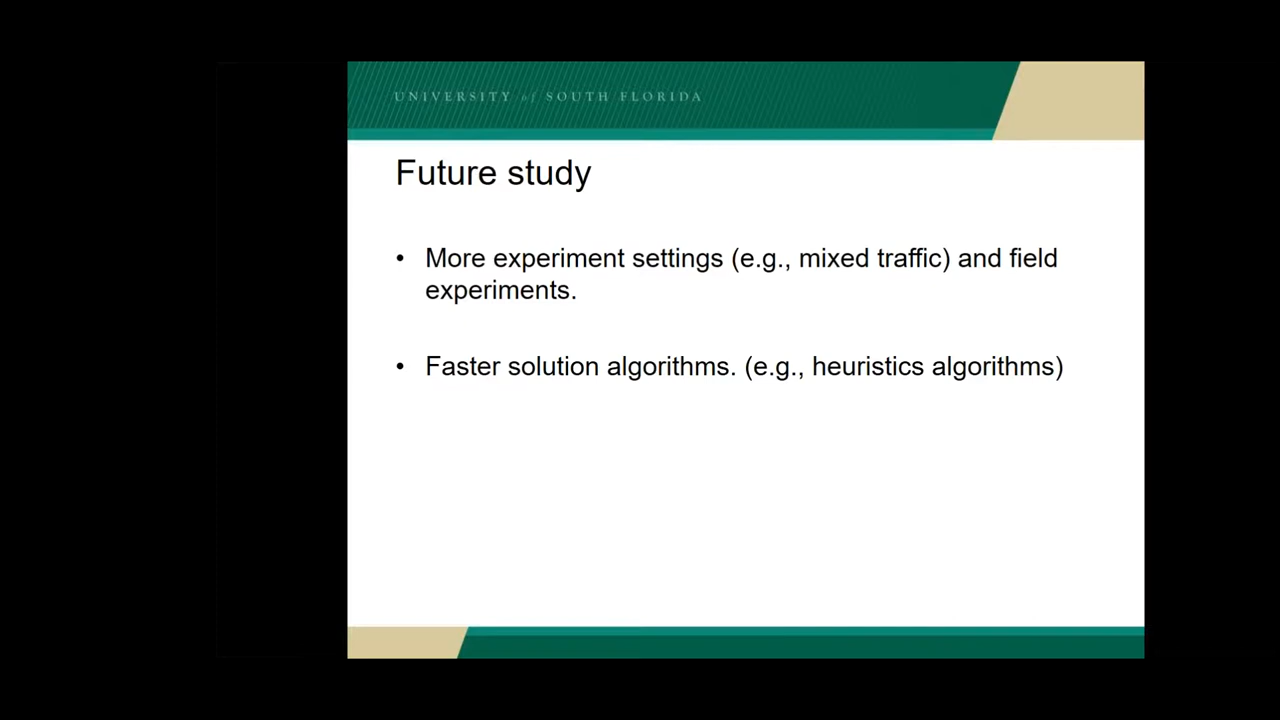 UNIVERSITY of SOUTH FLORIDA
Future study
• More experiment settings (e.g., mixed traffic) and field
experiments.
• Faster solution algorithms. (e.g., heuristics algorithms)